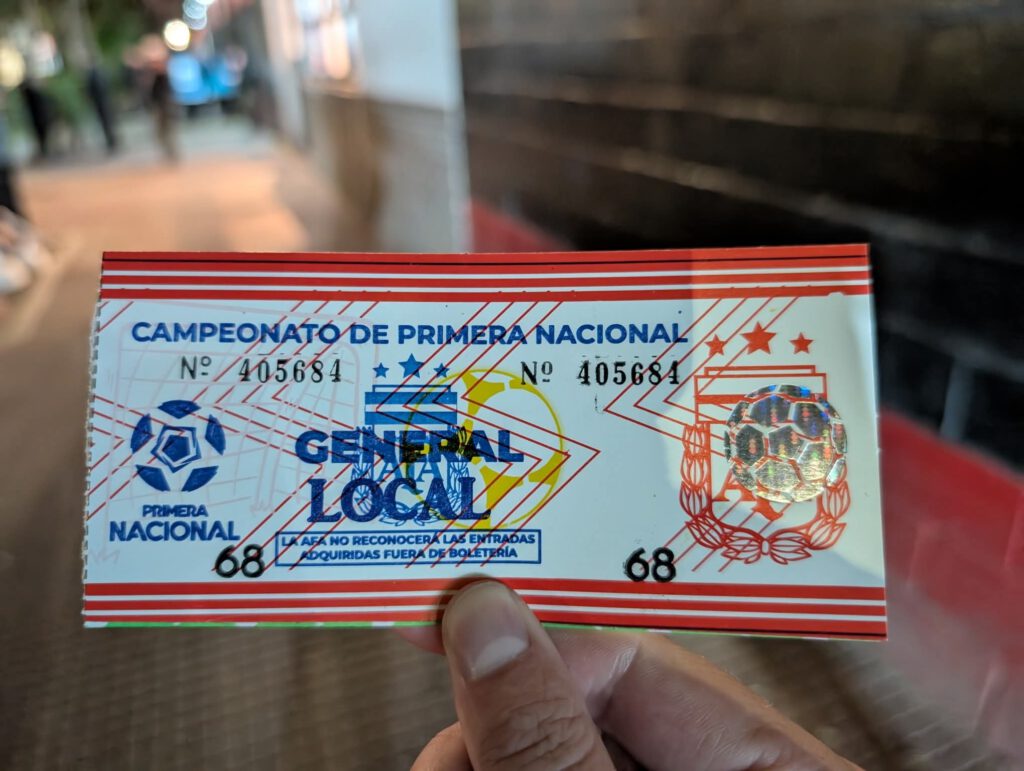 CAMPEONATO DE PRIMERA NACIONAL
Nº 405684
Nº 405684
GENERAL
LOCAL
AFA
PRIMERA
NACIONAL
LA AFA NO RECONOCERÁ LAS ENTRADAS
ADQUIRIDAS FUERA DE BOLETERÍA
68
68